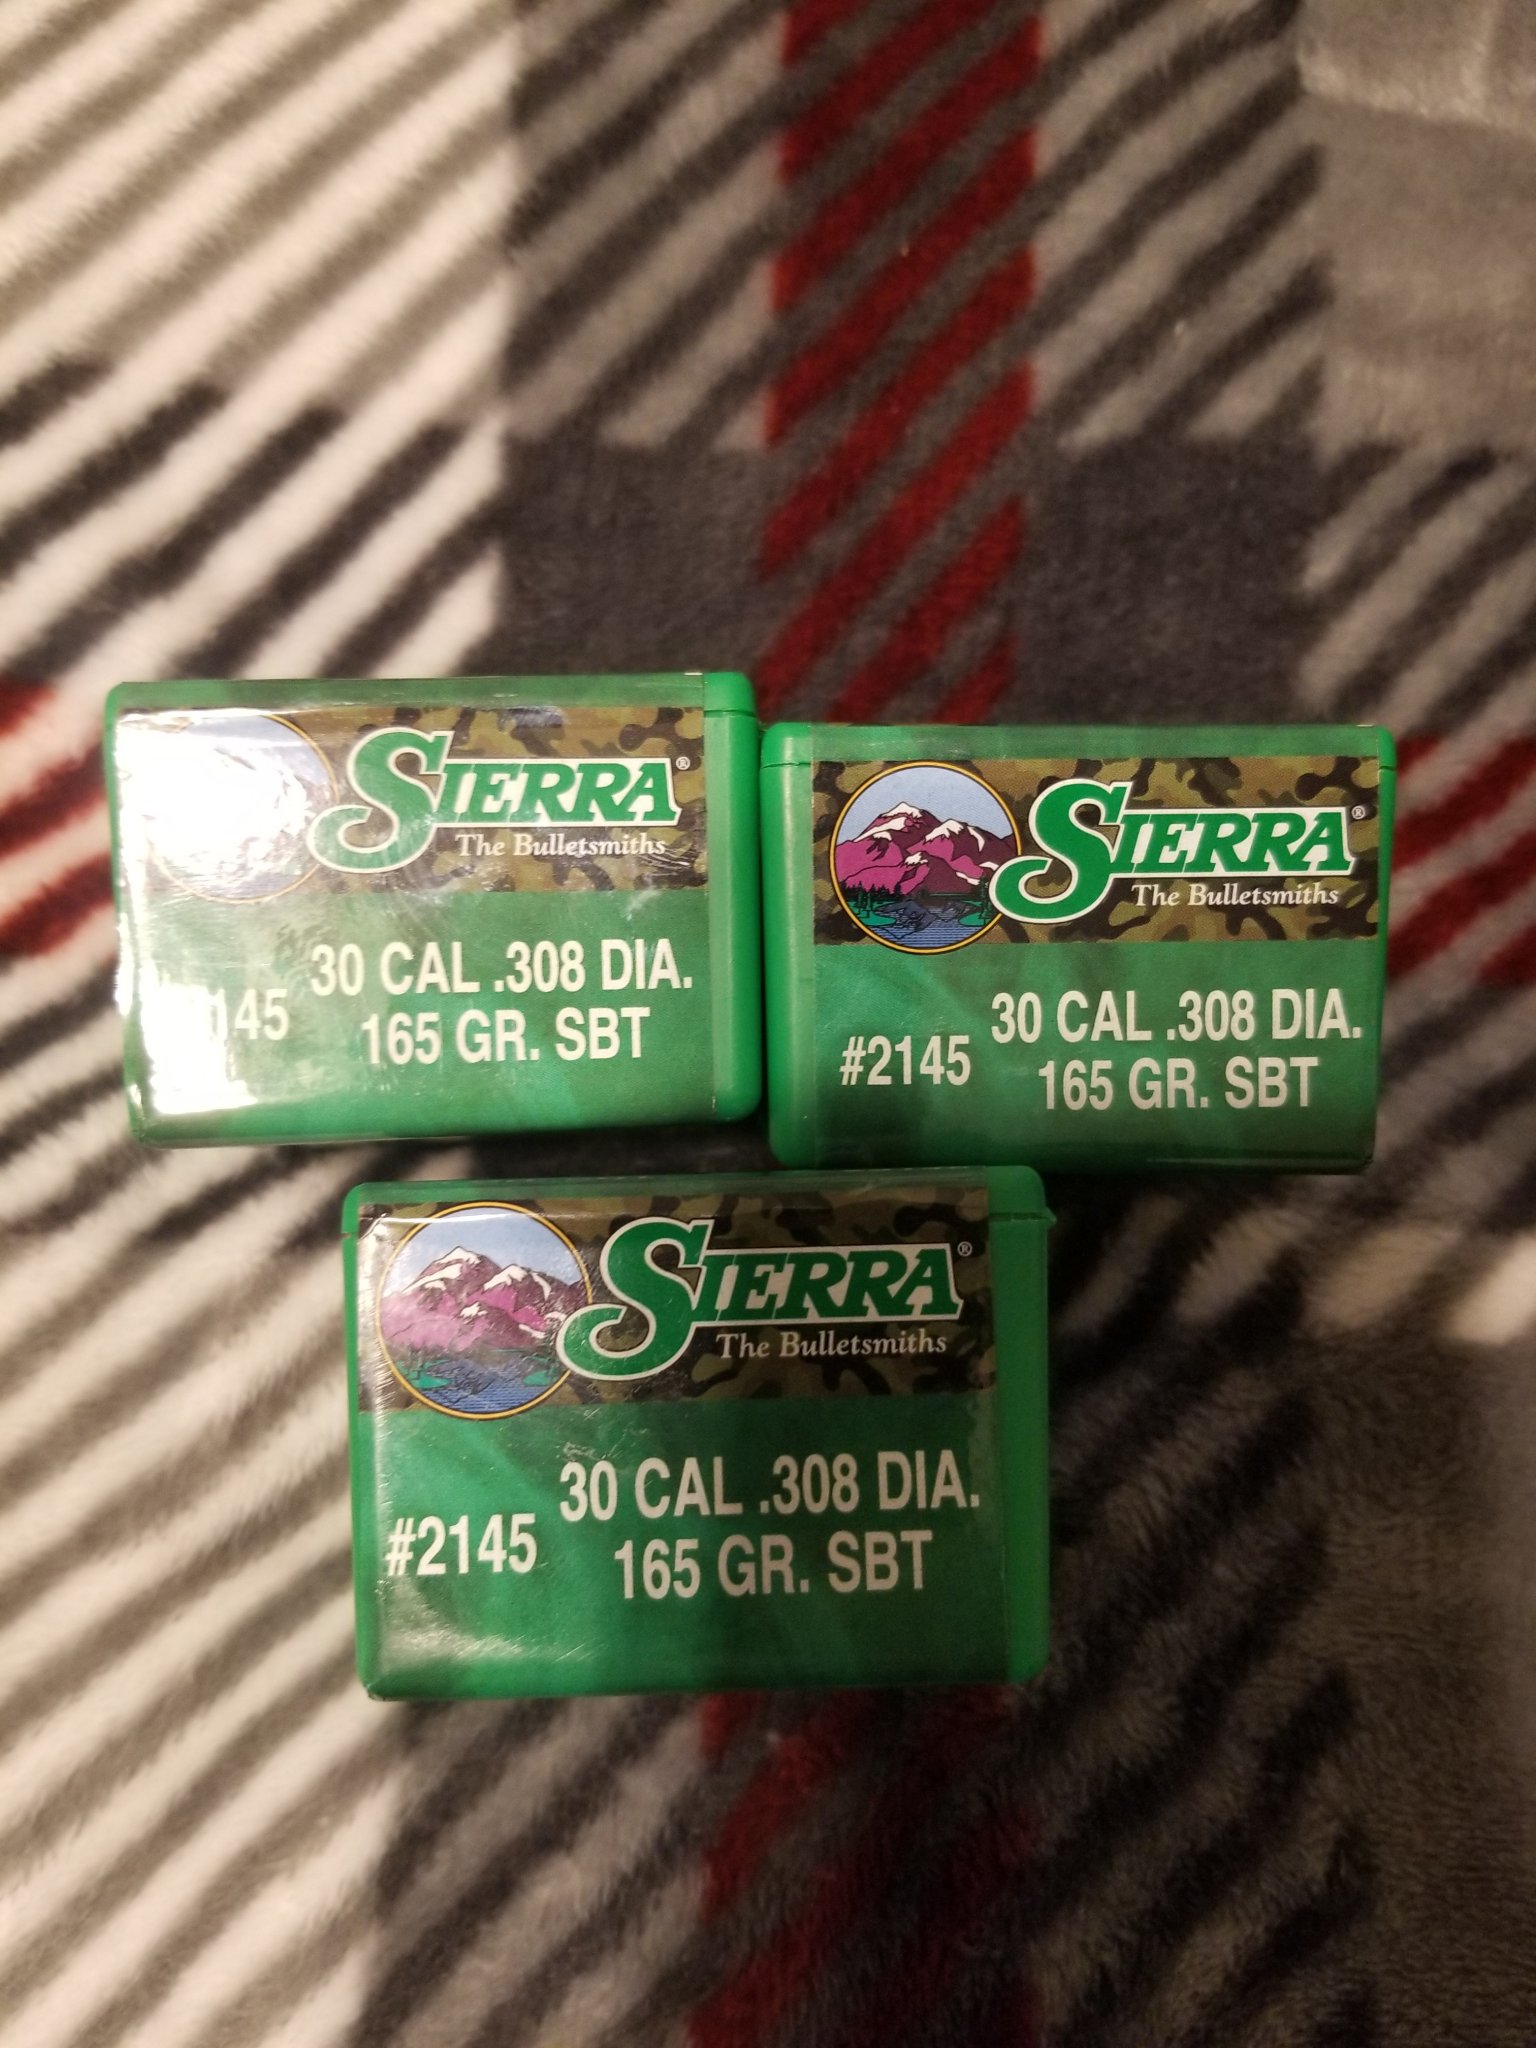 SIERRA®
The Bulletsmiths
30 CAL .308 DIA.
145
165 GR. SBT
SIERRA®
The Bulletsmiths
30 CAL .308 DIA.
#2145
165 GR. SBT
SIERRA®
The Bulletsmiths
30 CAL .308 DIA.
#2145
165 GR. SBT